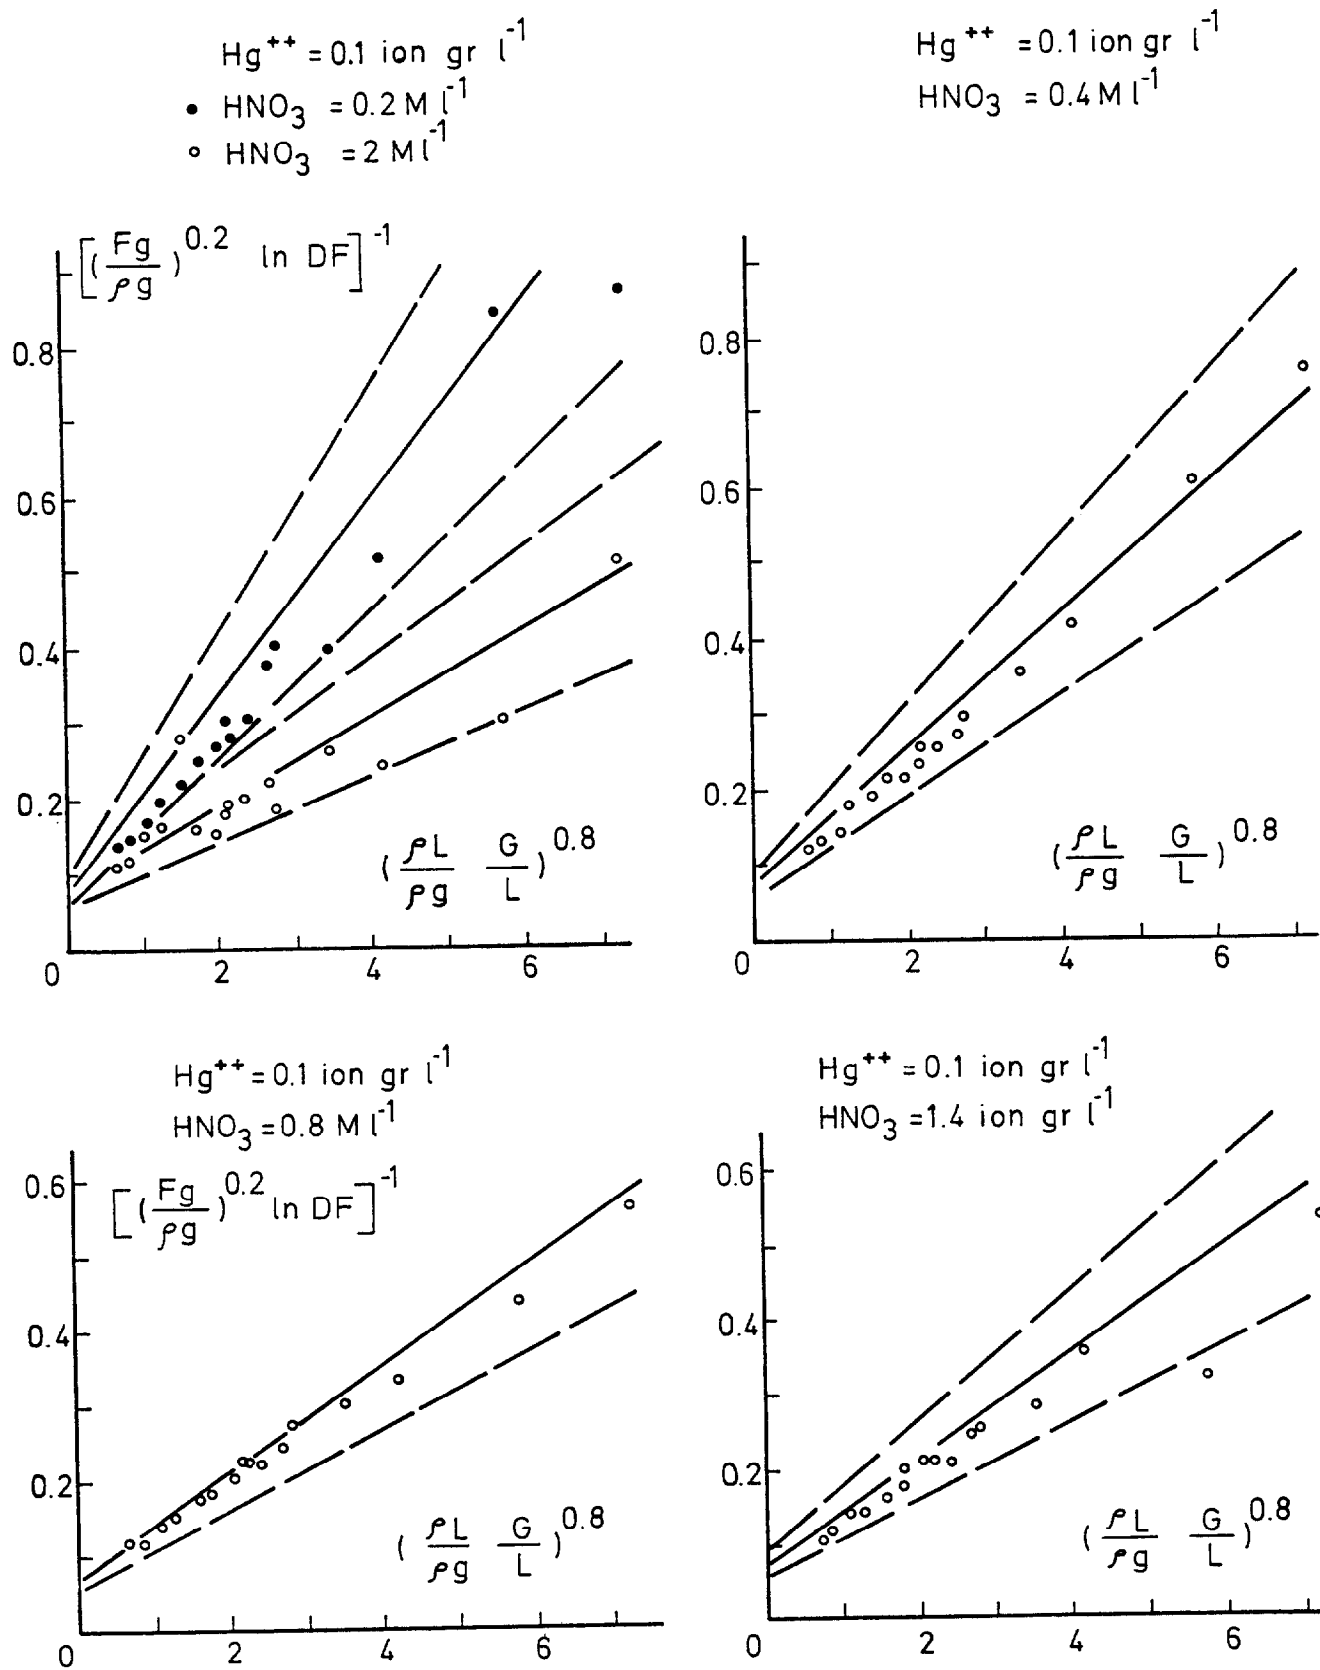 Hg⁺⁺ = 0.1 ion gr l⁻¹
● HNO₃ = 0.2 M l⁻¹
○ HNO₃ = 2 M l⁻¹
[(Fg/ρg)^0.2 ln DF]⁻¹
0.8
0.6
0.4
0.2
(ρL/ρg G/L)^0.8
0 2 4 6
Hg⁺⁺ = 0.1 ion gr l⁻¹
HNO₃ = 0.4 M l⁻¹
0.8
0.6
0.4
0.2
(ρL/ρg G/L)^0.8
0 2 4 6
Hg⁺⁺ = 0.1 ion gr l⁻¹
HNO₃ = 0.8 M l⁻¹
[(Fg/ρg)^0.2 ln DF]⁻¹
0.6
0.4
0.2
(ρL/ρg G/L)^0.8
0 2 4 6
Hg⁺⁺ = 0.1 ion gr l⁻¹
HNO₃ = 1.4 ion gr l⁻¹
0.6
0.4
0.2
(ρL/ρg G/L)^0.8
0 2 4 6